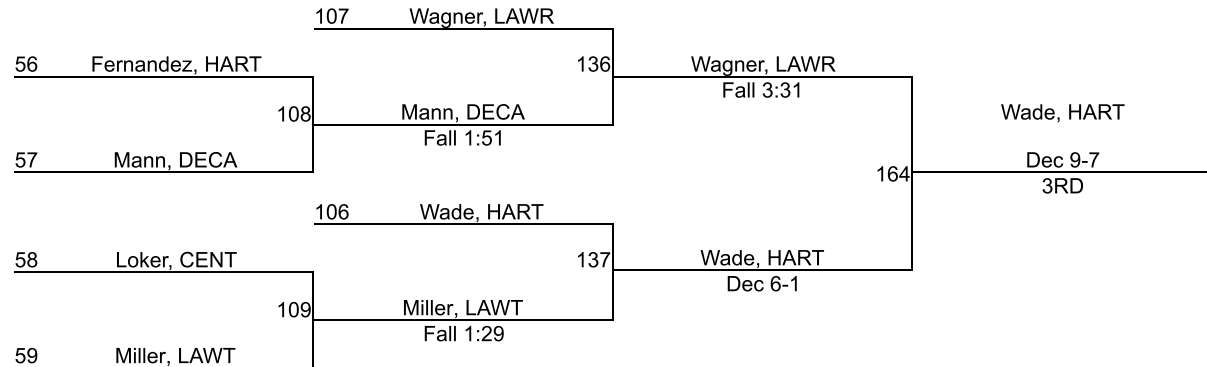 107 Wagner, LAWR
56 Fernandez, HART
136 Wagner, LAWR
Fall 3:31
108 Mann, DECA
Fall 1:51
Wade, HART
57 Mann, DECA
Dec 9-7
164
3RD
106 Wade, HART
58 Loker, CENT
137 Wade, HART
Dec 6-1
109 Miller, LAWT
Fall 1:29
59 Miller, LAWT